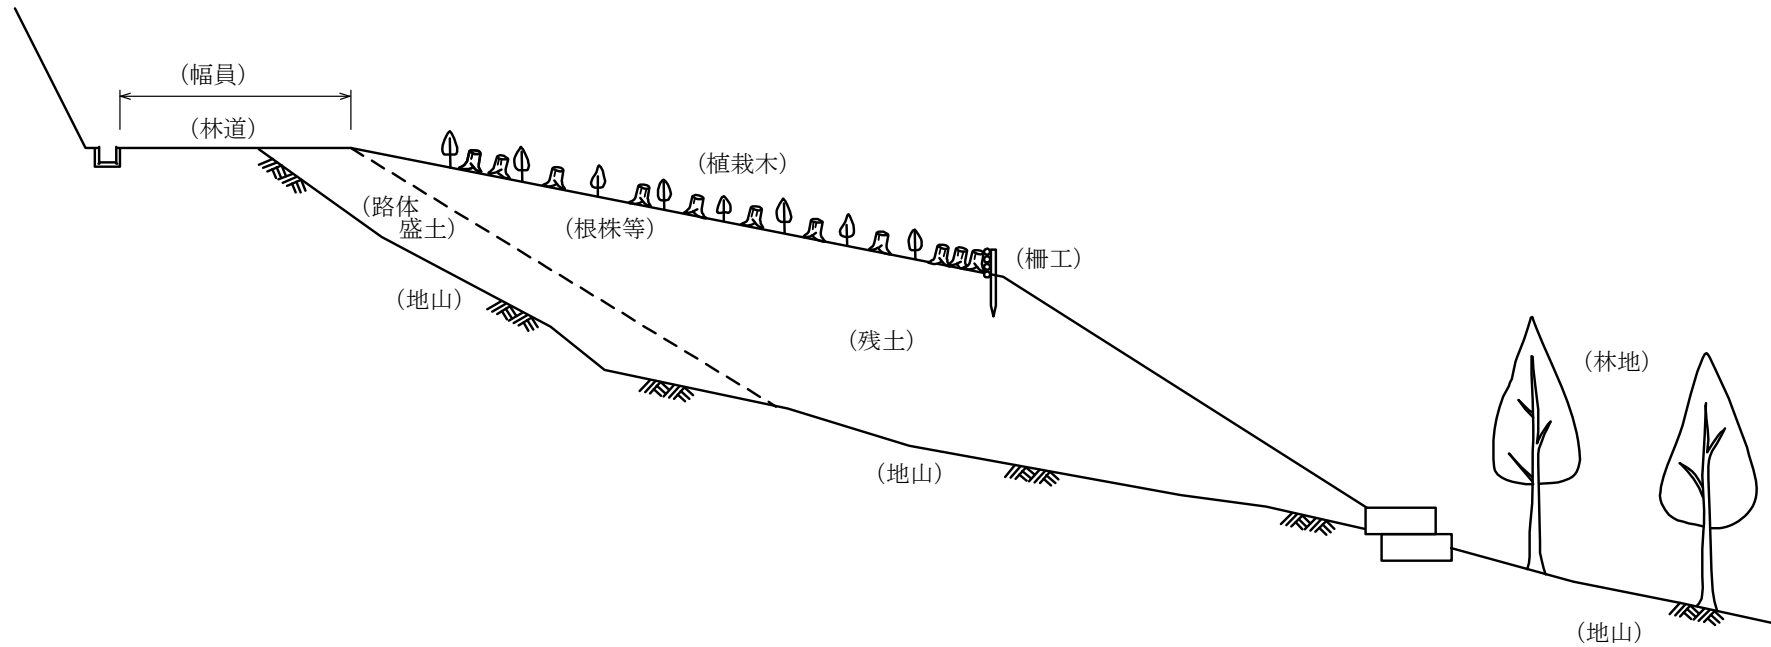 （幅員）
（林道）
（植栽木）
（路体
盛土）
（根株等）
（柵工）
（地山）
（残土）
（林地）
（地山）
（地山）